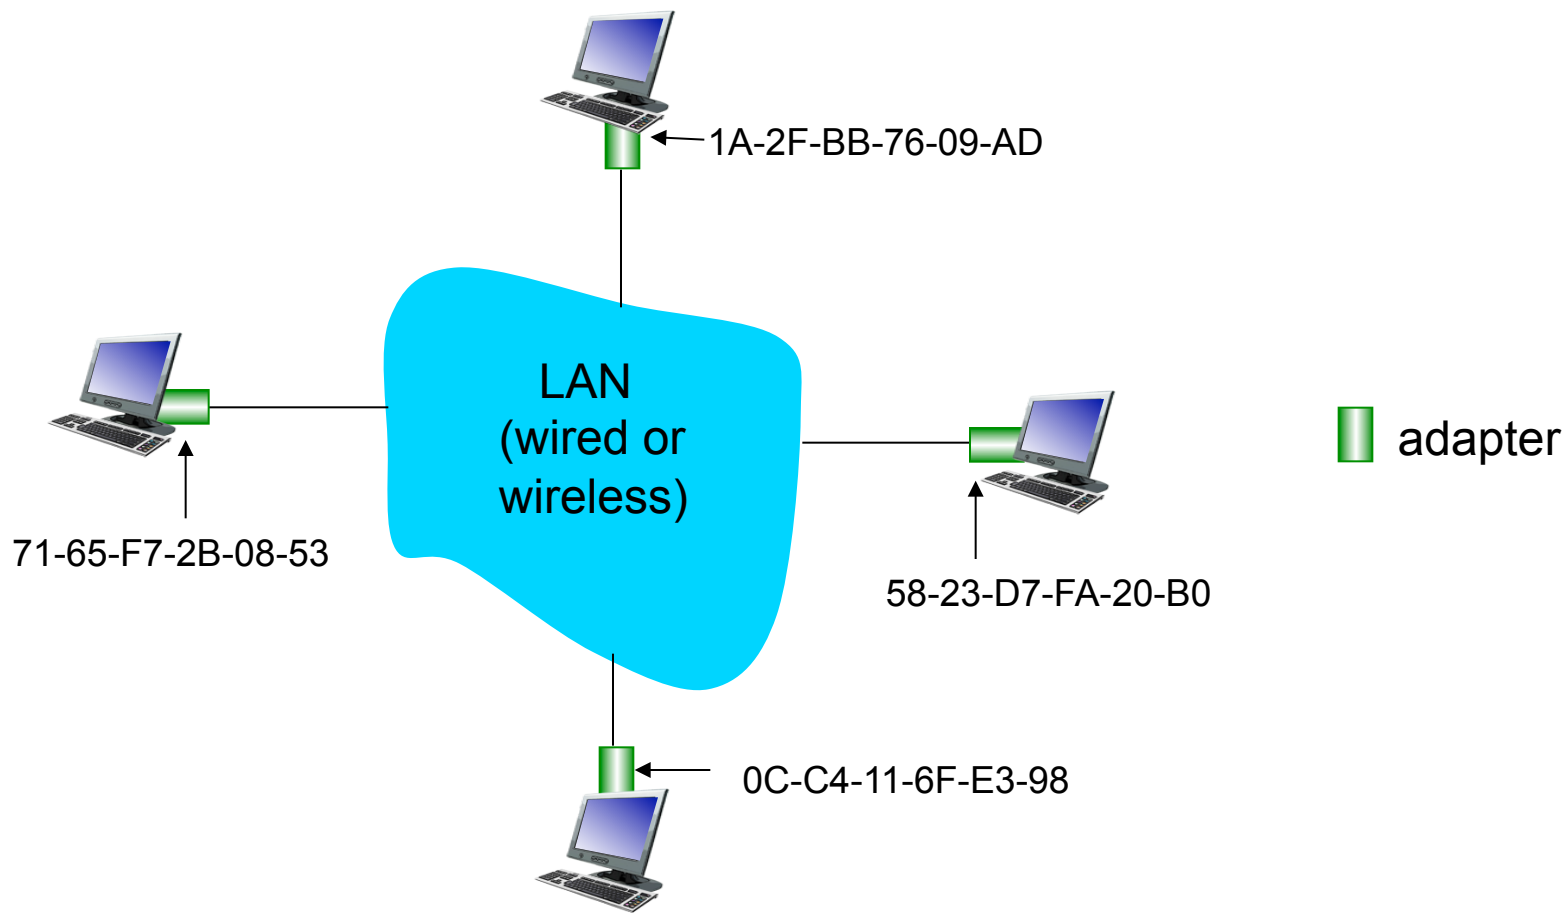 1A-2F-BB-76-09-AD
LAN
(wired or
wireless)
adapter
71-65-F7-2B-08-53
58-23-D7-FA-20-B0
0C-C4-11-6F-E3-98